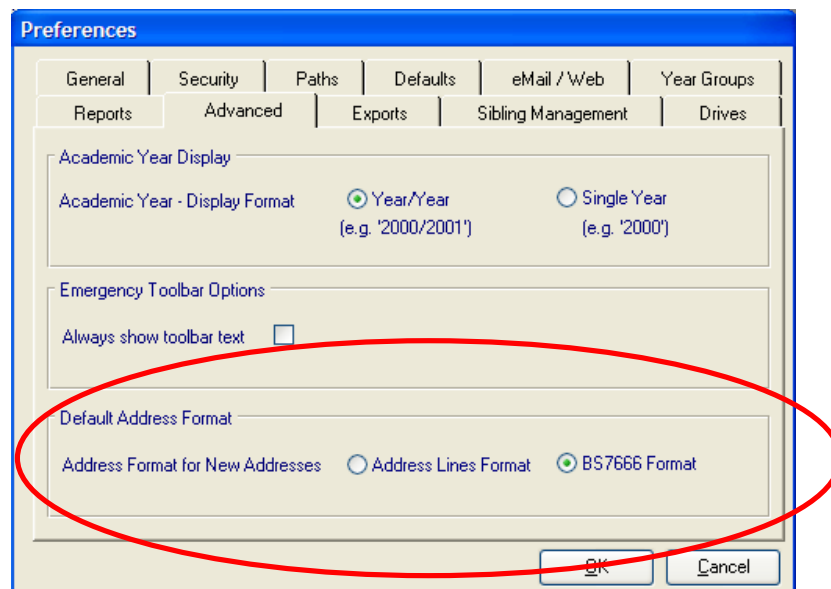 Preferences
General Security Paths Defaults eMail / Web Year Groups
Reports Advanced Exports Sibling Management Drives
Academic Year Display
Academic Year - Display Format Year/Year Single Year
(e.g. '2000/2001') (e.g. '2000')
Emergency Toolbar Options
Always show toolbar text
Default Address Format
Address Format for New Addresses Address Lines Format BS7666 Format
OK Cancel